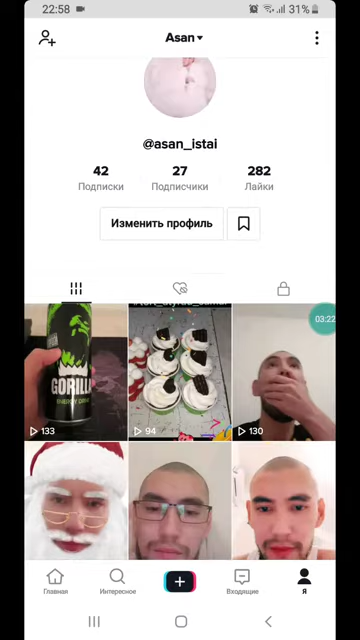 22:58
31%
Asan
@asan_istai
42
27
282
Подписки
Подписчики
Лайки
Изменить профиль
03:22
GORILLA
ENERGY DRINK
133
94
130
Главная
Интересное
Входящие
Я